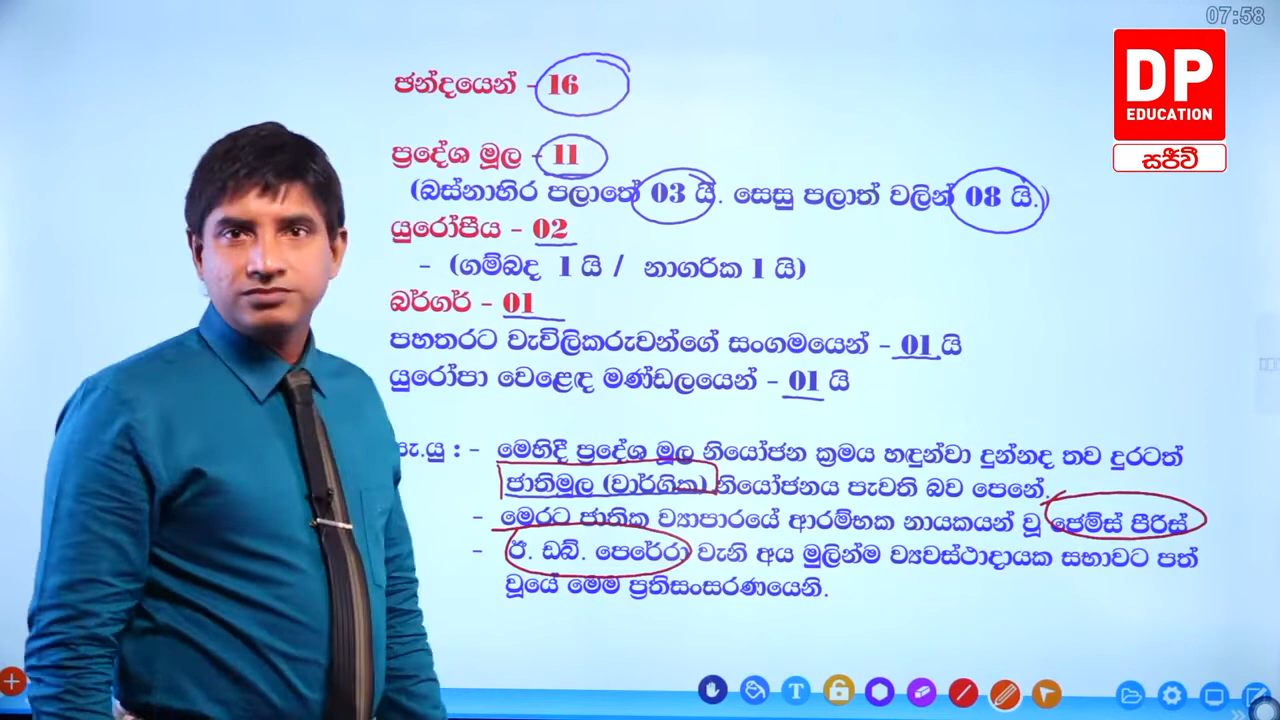 07:58
DP
EDUCATION
සජීවී
ඡන්දයෙන් - 16
ප්‍රදේශ මූල - 11
(බස්නාහිර පලාතේ 03 යි. සෙසු පලාත් වලින් 08 යි.)
යුරෝපීය - 02
- (ගම්බද 1 යි / නාගරික 1 යි)
බර්ගර් - 01
පහතරට වැවිලිකරුවන්ගේ සංගමයෙන් - 01 යි
යුරෝපා වෙළෙඳ මණ්ඩලයෙන් - 01 යි
සැ.යු : - මෙහිදී ප්‍රදේශ මූල නියෝජන ක්‍රමය හඳුන්වා දුන්නද තව දුරටත්
ජාතිමූල (වාර්ගික) නියෝජනය පැවති බව පෙනේ.
- මෙරට ජාතික ව්‍යාපාරයේ ආරම්භක නායකයන් වූ ජේම්ස් පීරිස්
- ඊ. ඩබ්. පෙරේරා වැනි අය මුලින්ම ව්‍යවස්ථාදායක සභාවට පත්
වූයේ මෙම ප්‍රතිසංසරණයෙනි.